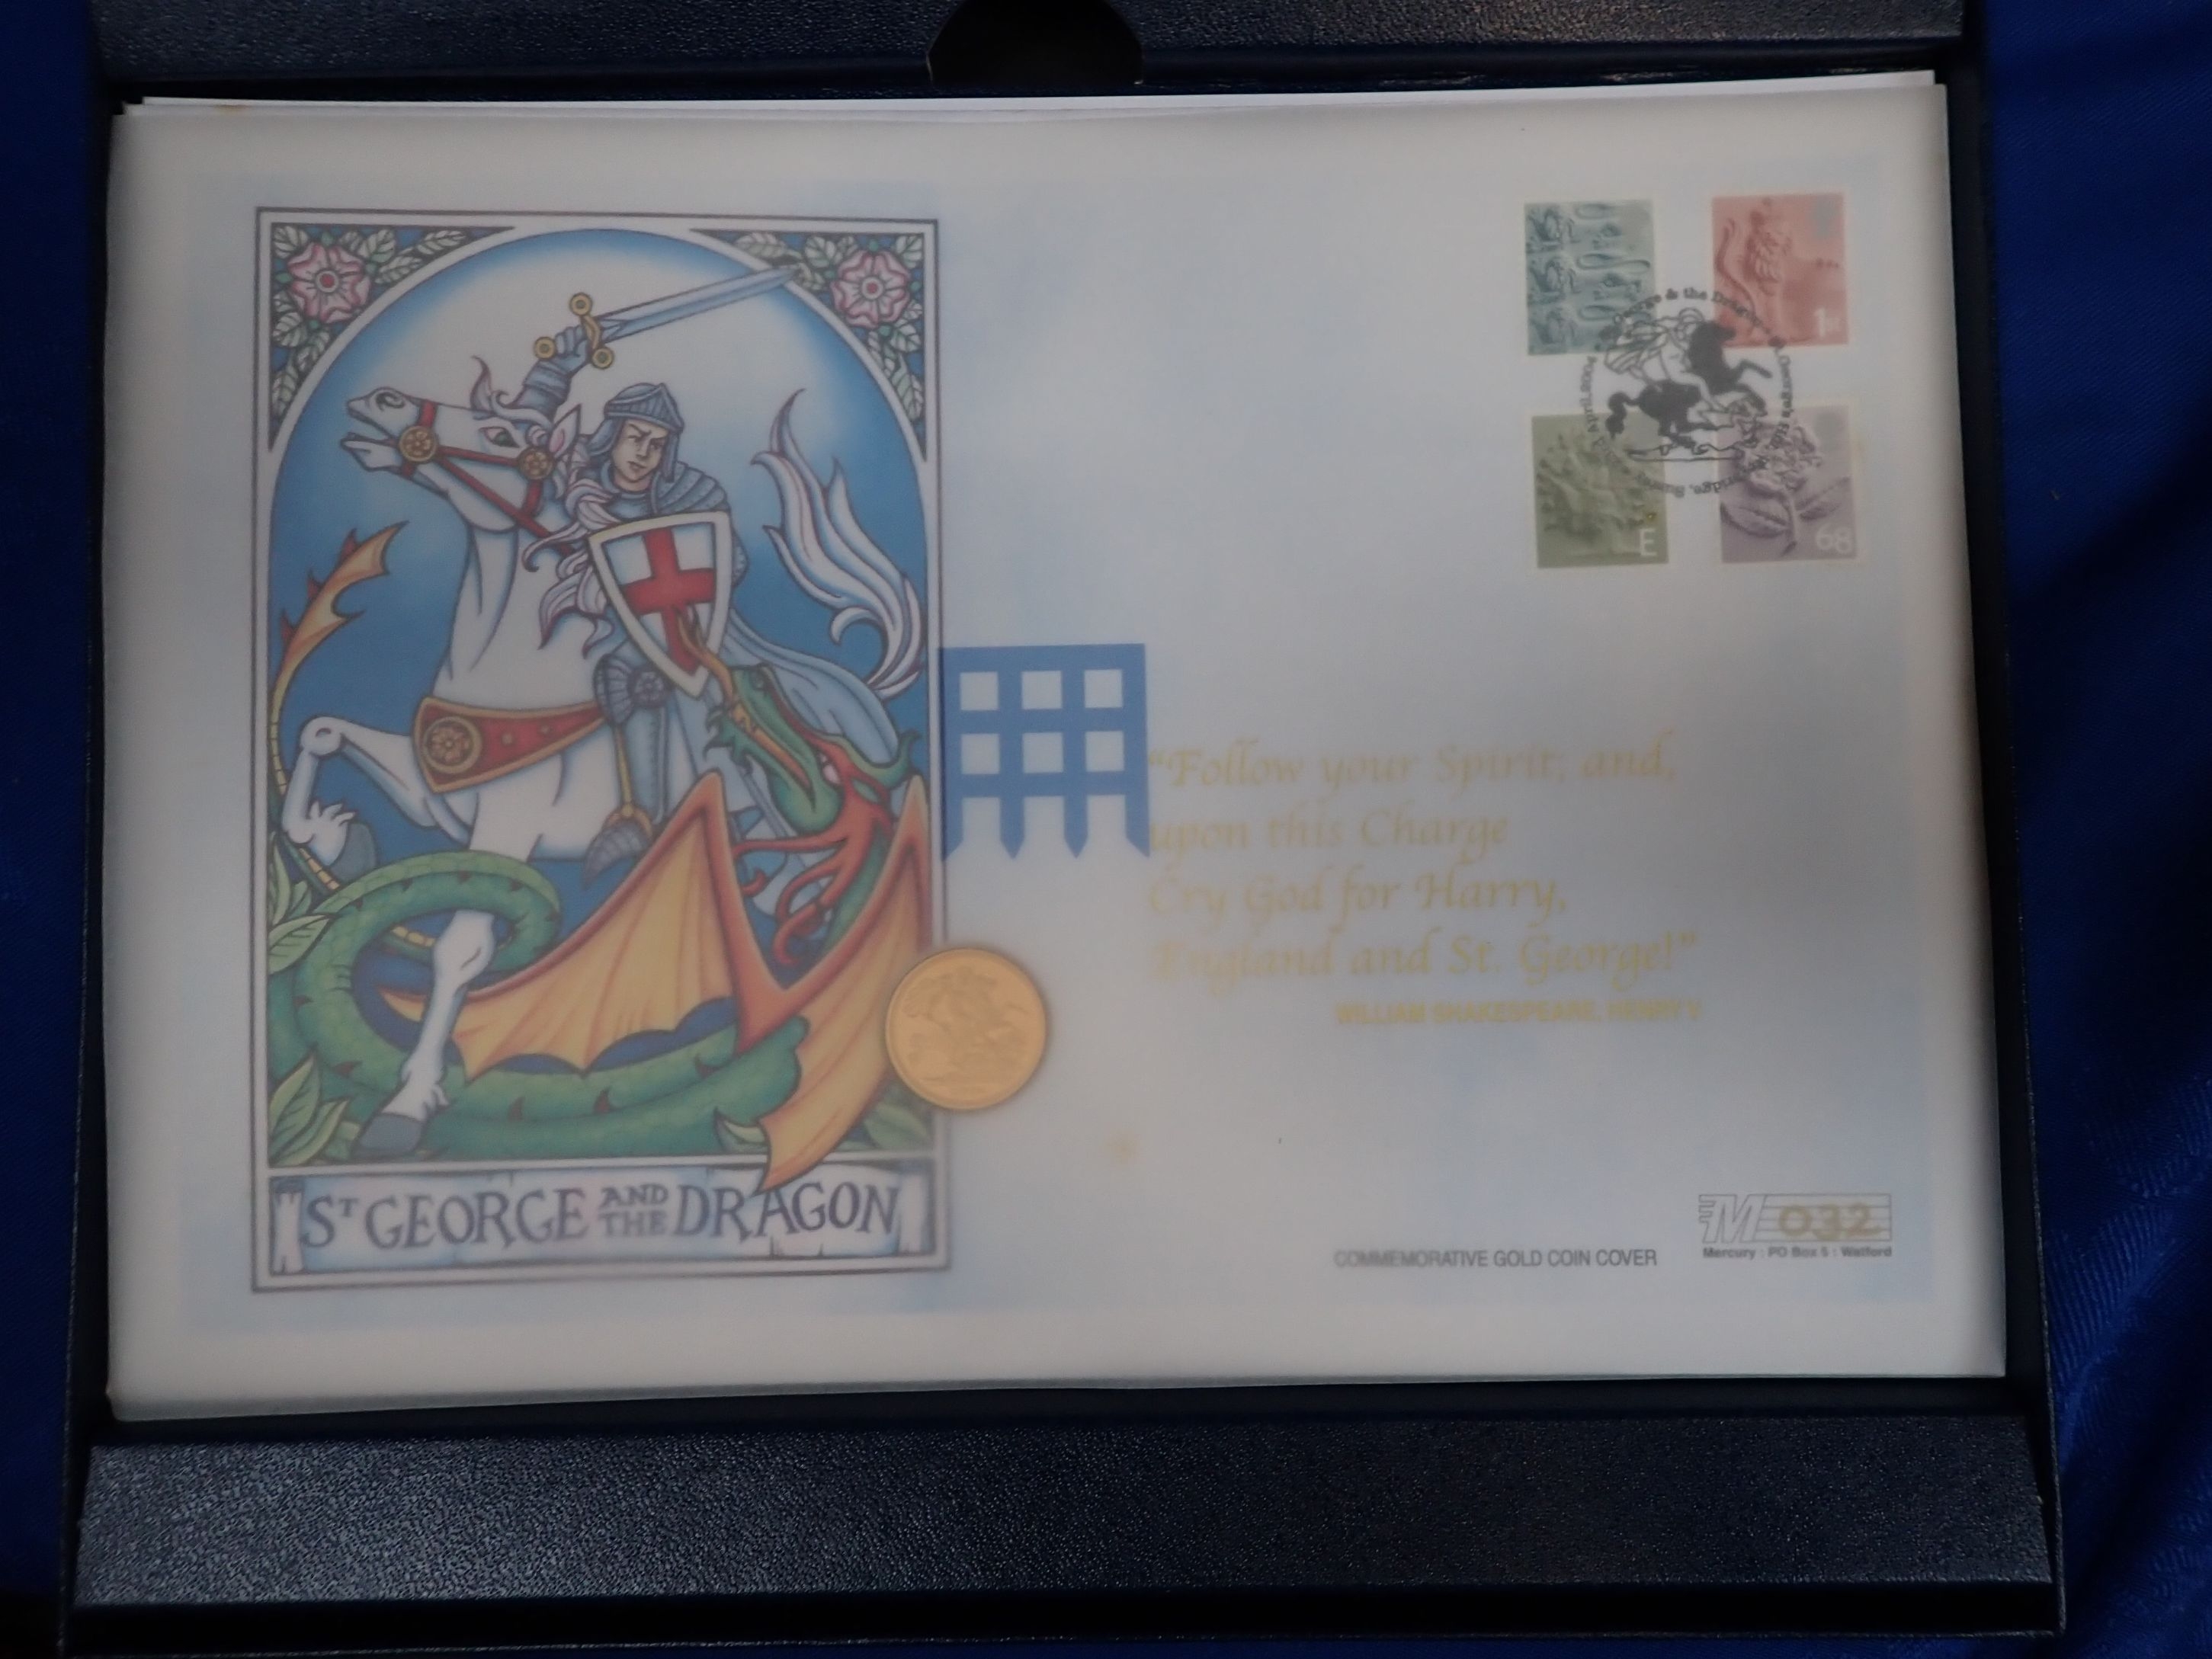 1st
E
68
"Follow your Spirit; and,
upon this Charge
Cry God for Harry,
England and St. George!"
WILLIAM SHAKESPEARE: HENRY V
ST GEORGE AND THE DRAGON
COMMEMORATIVE GOLD COIN COVER
M 032
Mercury : PO Box 5 : Watford